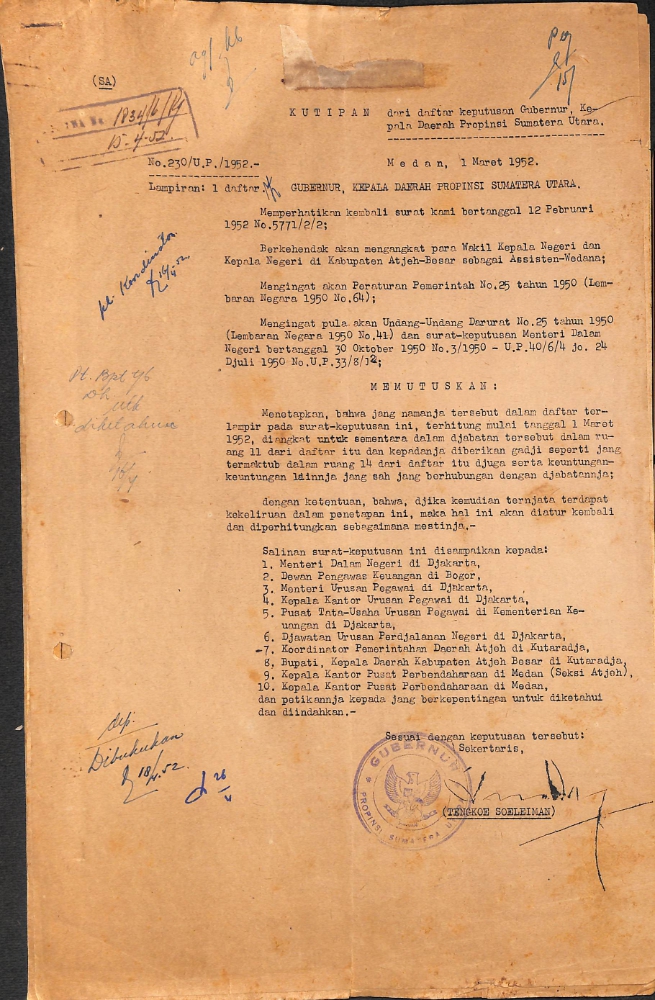 (SA)
1834/6/
15-4-52
K U T I P A N dari daftar keputusan Gubernur, Ke-
pala Daerah Propinsi Sumatera Utara.
No.230/U.P./1952.-
M e d a n, 1 Maret 1952.
Lampiran: 1 daftar.
GUBERNUR, KEPALA DAERAH PROPINSI SUMATERA UTARA.
Memperhatikan kembali surat kami bertanggal 12 Pebruari
1952 No.5771/2/2;
Berkehendak akan mengangkat para Wakil Kepala Negeri dan
Kepala Negeri di Kabupaten Atjeh-Besar sebagai Assisten-Wedana;
Mengingat akan Peraturan Pemerintah No.25 tahun 1950 (Lem-
baran Negara 1950 No.64);
Mengingat pula akan Undang-Undang Darurat No.25 tahun 1950
(Lembaran Negara 1950 No.41) dan surat-keputusan Menteri Dalam
Negeri bertanggal 30 Oktober 1950 No.3/1950 - U.P.40/6/4 jo. 24
Djuli 1950 No.U.P.33/8/J2;
M E M U T U S K A N :
Menetapkan, bahwa jang namanja tersebut dalam daftar ter-
lampir pada surat-keputusan ini, terhitung mulai tanggal 1 Maret
1952, diangkat untuk sementara dalam djabatan tersebut dalam ru-
ang 11 dari daftar itu dan kepadanja diberikan gadji seperti jang
termaktub dalam ruang 14 dari daftar itu djuga serta keuntungan-
keuntungan lainnja jang sah jang berhubungan dengan djabatannja;
dengan ketentuan, bahwa, djika kemudian ternjata terdapat
kekeliruan dalam penetapan ini, maka hal ini akan diatur kembali
dan diperhitungkan sebagaimana mestinja.-
Salinan surat-keputusan ini disampaikan kepada:
1. Menteri Dalam Negeri di Djakarta,
2. Dewan Pengawas Keuangan di Bogor,
3. Menteri Urusan Pegawai di Djakarta,
4. Kepala Kantor Urusan Pegawai di Djakarta,
5. Pusat Tata-Usaha Urusan Pegawai di Kementerian Ke-
uangan di Djakarta,
6. Djawatan Urusan Perdjalanan Negeri di Djakarta,
-7. Koordinator Pemerintahan Daerah Atjeh di Kutaradja,
8. Bupati, Kepala Daerah Kabupaten Atjeh Besar di Kutaradja,
9. Kepala Kantor Pusat Perbendaharaan di Medan (Seksi Atjeh),
10. Kepala Kantor Pusat Perbendaharaan di Medan,
dan petikannja kepada jang berkepentingan untuk diketahui
dan diindahkan.-
Sesuai dengan keputusan tersebut:
Sekertaris,
(TENGKOE SOELEIMAN)
GUBERNUR
PROPINSI SUMATERA UTARA
Koordinator
dep.
Dibukukan
18/4.52
26